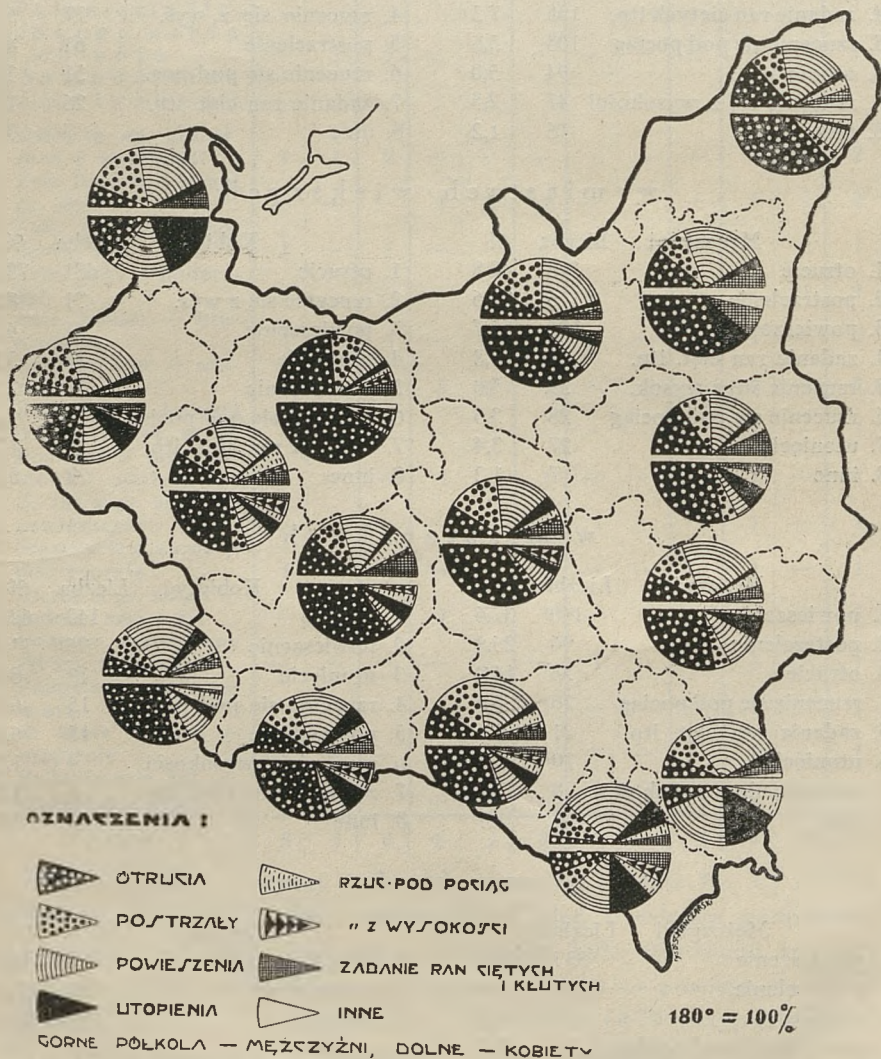 OZNACZENIA:
OTRUCIA
POSTRZAŁY
POWIESZENIA
UTOPIENIA
RZUC. POD POCIĄG
" Z WYSOKOŚCI
ZADANIE RAN CIĘTYCH
I KŁUTYCH
INNE
180° = 100%
GÓRNE PÓŁKOLA — MĘŻCZYŹNI, DOLNE — KOBIETY